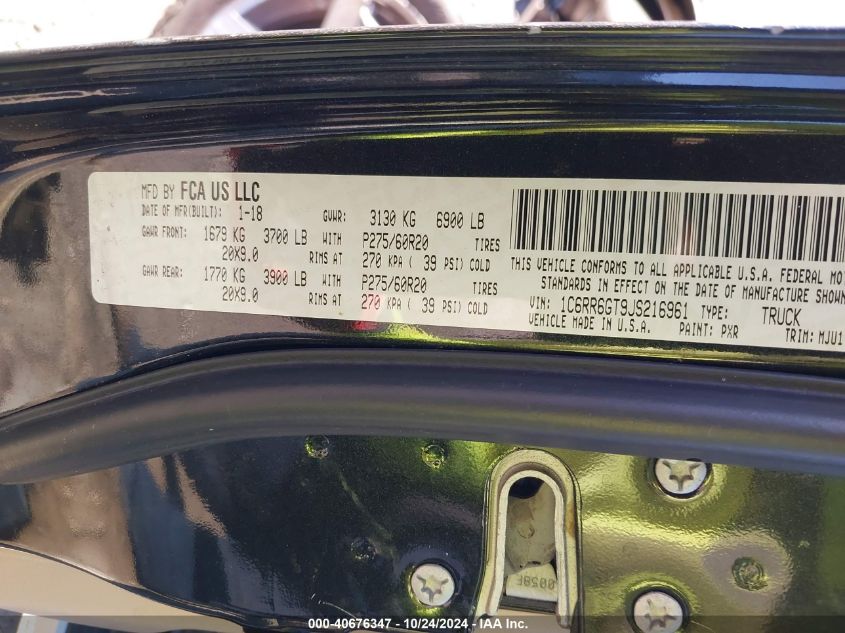 MFD BY FCA US LLC
DATE OF MFR(BUILT): 1-18 GVWR: 3130 KG 6900 LB
GAWR FRONT: 1679 KG 3700 LB WITH P275/60R20 TIRES
20X9.0 RIMS AT 270 KPA ( 39 PSI) COLD
GAWR REAR: 1770 KG 3900 LB WITH P275/60R20 TIRES
20X9.0 RIMS AT 270 KPA ( 39 PSI) COLD
THIS VEHICLE CONFORMS TO ALL APPLICABLE U.S.A. FEDERAL MOT
STANDARDS IN EFFECT ON THE DATE OF MANUFACTURE SHOWN
VIN: 1C6RR6GT9JS216961 TYPE: TRUCK
VEHICLE MADE IN U.S.A. PAINT: PXR TRIM: MJU1
0058E
000-40676347 - 10/24/2024 - IAA Inc.